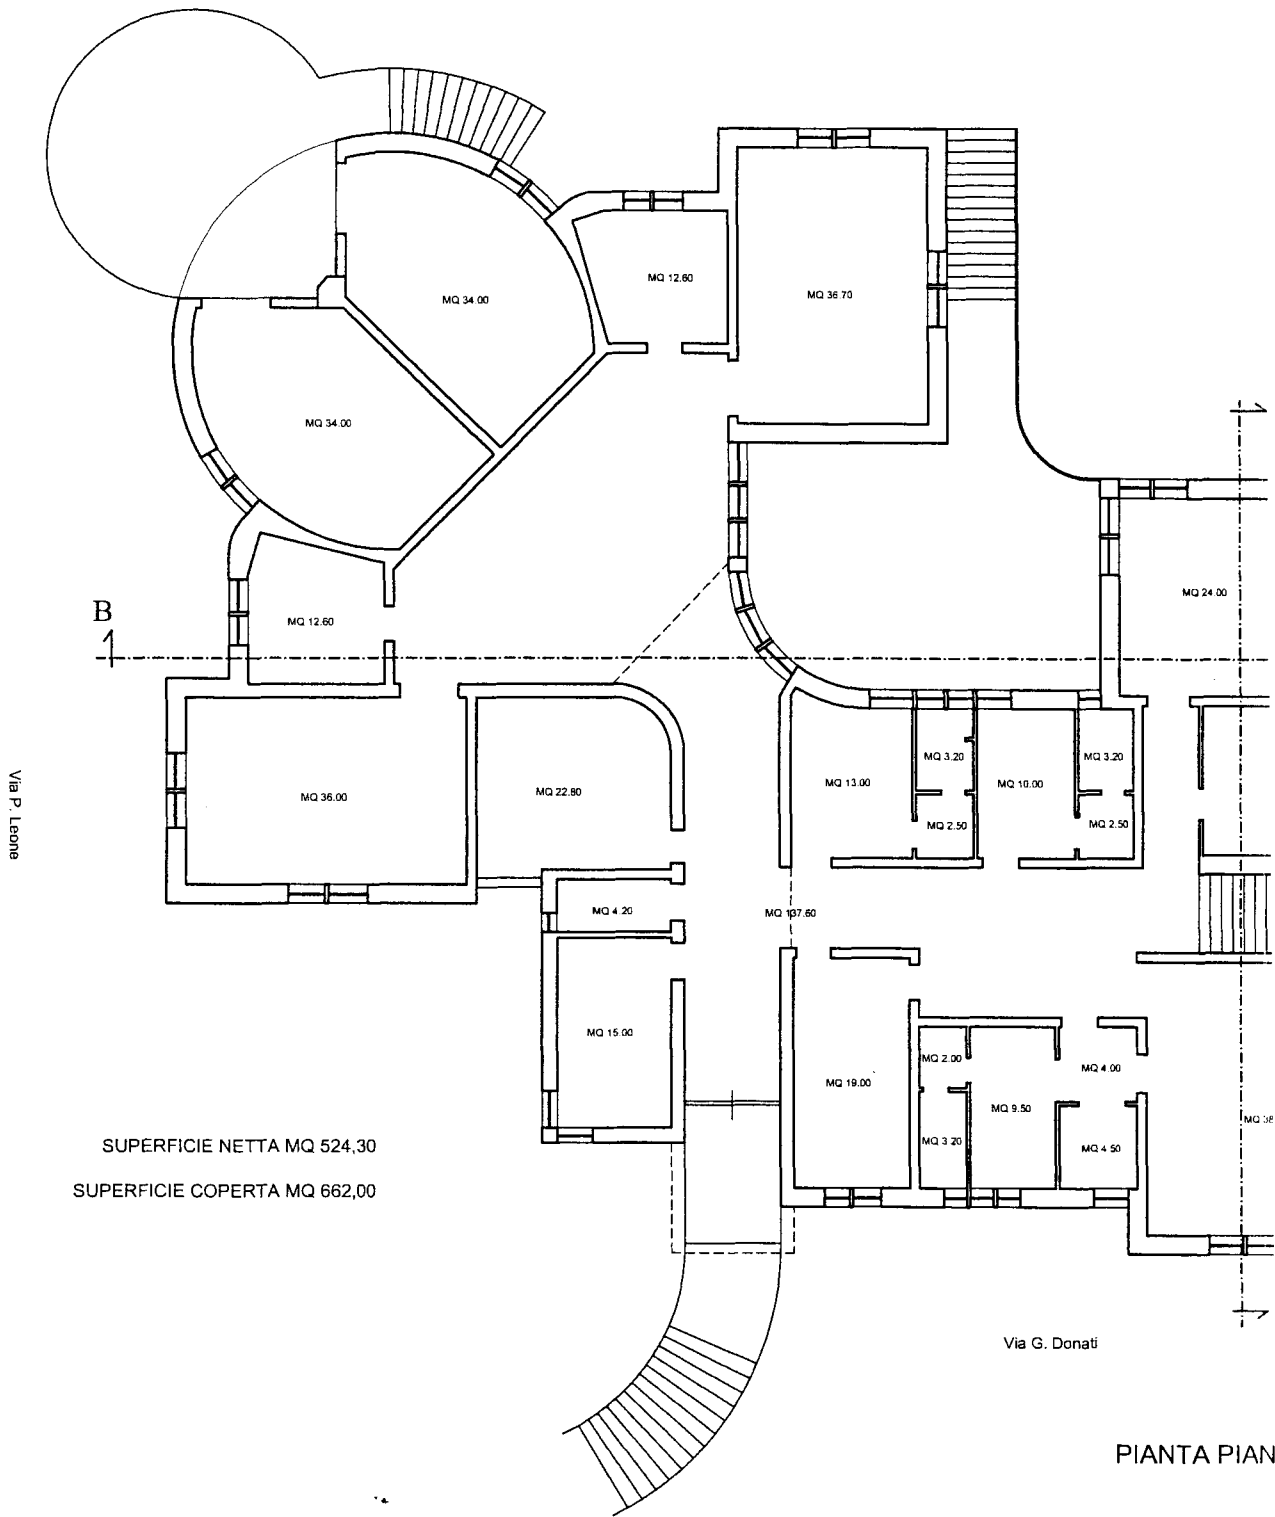 MQ 12.60
MQ 36.70
MQ 34.00
MQ 34.00
MQ 24.00
B
MQ 12.60
MQ 3.20
MQ 3.20
MQ 13.00
MQ 10.00
MQ 36.00
MQ 22.80
Via P. Leone
MQ 2.50
MQ 2.50
MQ 4.20
MQ 137.60
MQ 15.00
MQ 2.00
MQ 4.00
MQ 19.00
MQ 9.50
MQ 38
MQ 3.20
MQ 4.50
SUPERFICIE NETTA MQ 524,30
SUPERFICIE COPERTA MQ 662,00
Via G. Donati
PIANTA PIAN